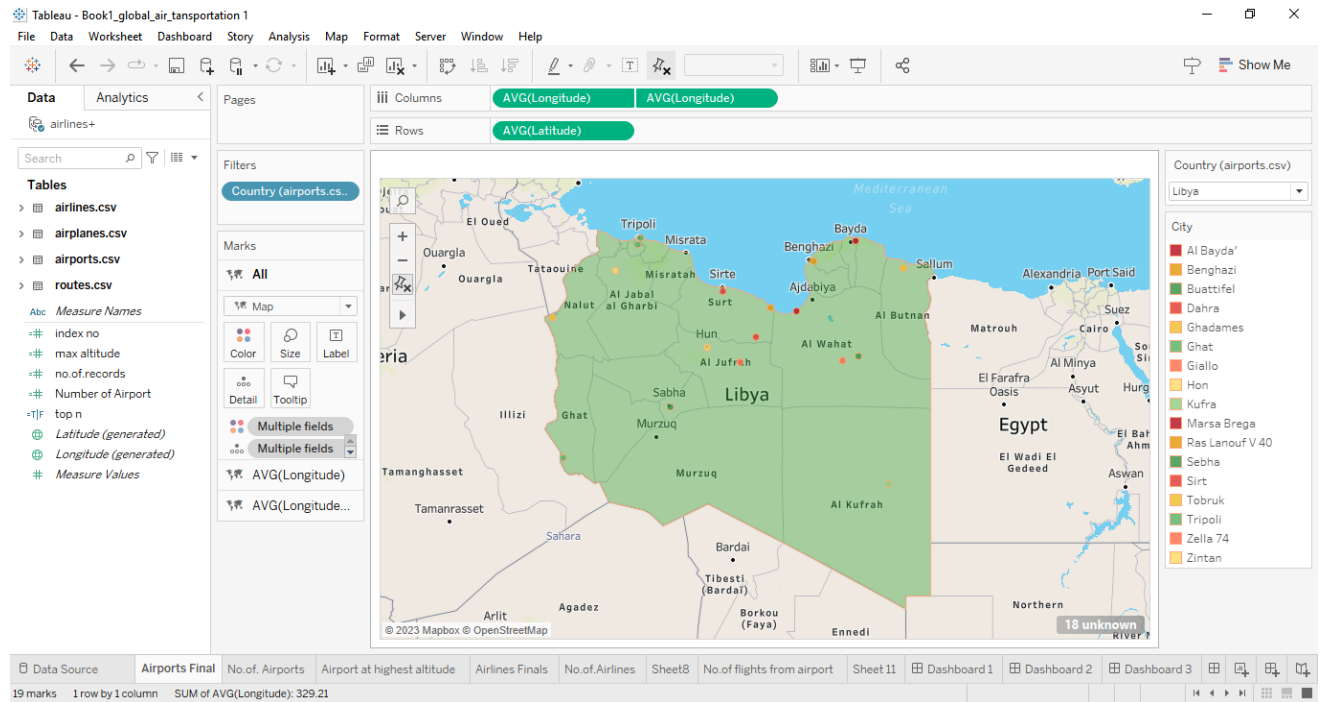 Tableau - Book1_global_air_tansportation 1
File Data Worksheet Dashboard Story Analysis Map Format Server Window Help
Show Me
Data Analytics
airlines+
Search
Tables
airlines.csv
airplanes.csv
airports.csv
routes.csv
Abc Measure Names
index no
max altitude
no.of.records
Number of Airport
T|F top n
Latitude (generated)
Longitude (generated)
Measure Values
Pages
Filters
Country (airports.cs..
Marks
All
Map
Color Size Label
Detail Tooltip
Multiple fields
Multiple fields
AVG(Longitude)
AVG(Longitude...
iii Columns AVG(Longitude) AVG(Longitude)
Rows AVG(Latitude)
Mediterranean
Sea
El Oued
Tripoli
Bayda
Misrata
Benghazi
Ouargla
Tataouine
Sallum
Misratah
Sirte
Alexandria
Port Said
Ouargla
Ajdabiya
Al Jabal
al Gharbi
Nalut
Surt
Al Butnan
Suez
Matrouh
Cairo
Hun
Al Wahat
eria
Al Jufrah
Al Minya
El Farafra
Oasis
Asyut
Hurg
Sabha
Libya
Illizi
Ghat
Murzuq
Egypt
El Bah
Ahm
El Wadi El
Gedeed
Tamanghasset
Murzuq
Aswan
Tamanrasset
Al Kufrah
Sahara
Bardai
Tibesti
(Bardaï)
Agadez
Arlit
Borkou
(Faya)
Ennedi
Northern
River N
18 unknown
© 2023 Mapbox © OpenStreetMap
Country (airports.csv)
Libya
City
Al Bayda'
Benghazi
Buattifel
Dahra
Ghadames
Ghat
Giallo
Hon
Kufra
Marsa Brega
Ras Lanouf V 40
Sebha
Sirt
Tobruk
Tripoli
Zella 74
Zintan
Data Source Airports Final No.of. Airports Airport at highest altitude Airlines Finals No.of.Airlines Sheet8 No.of flights from airport Sheet 11 Dashboard 1 Dashboard 2 Dashboard 3
19 marks 1 row by 1 column SUM of AVG(Longitude): 329.21